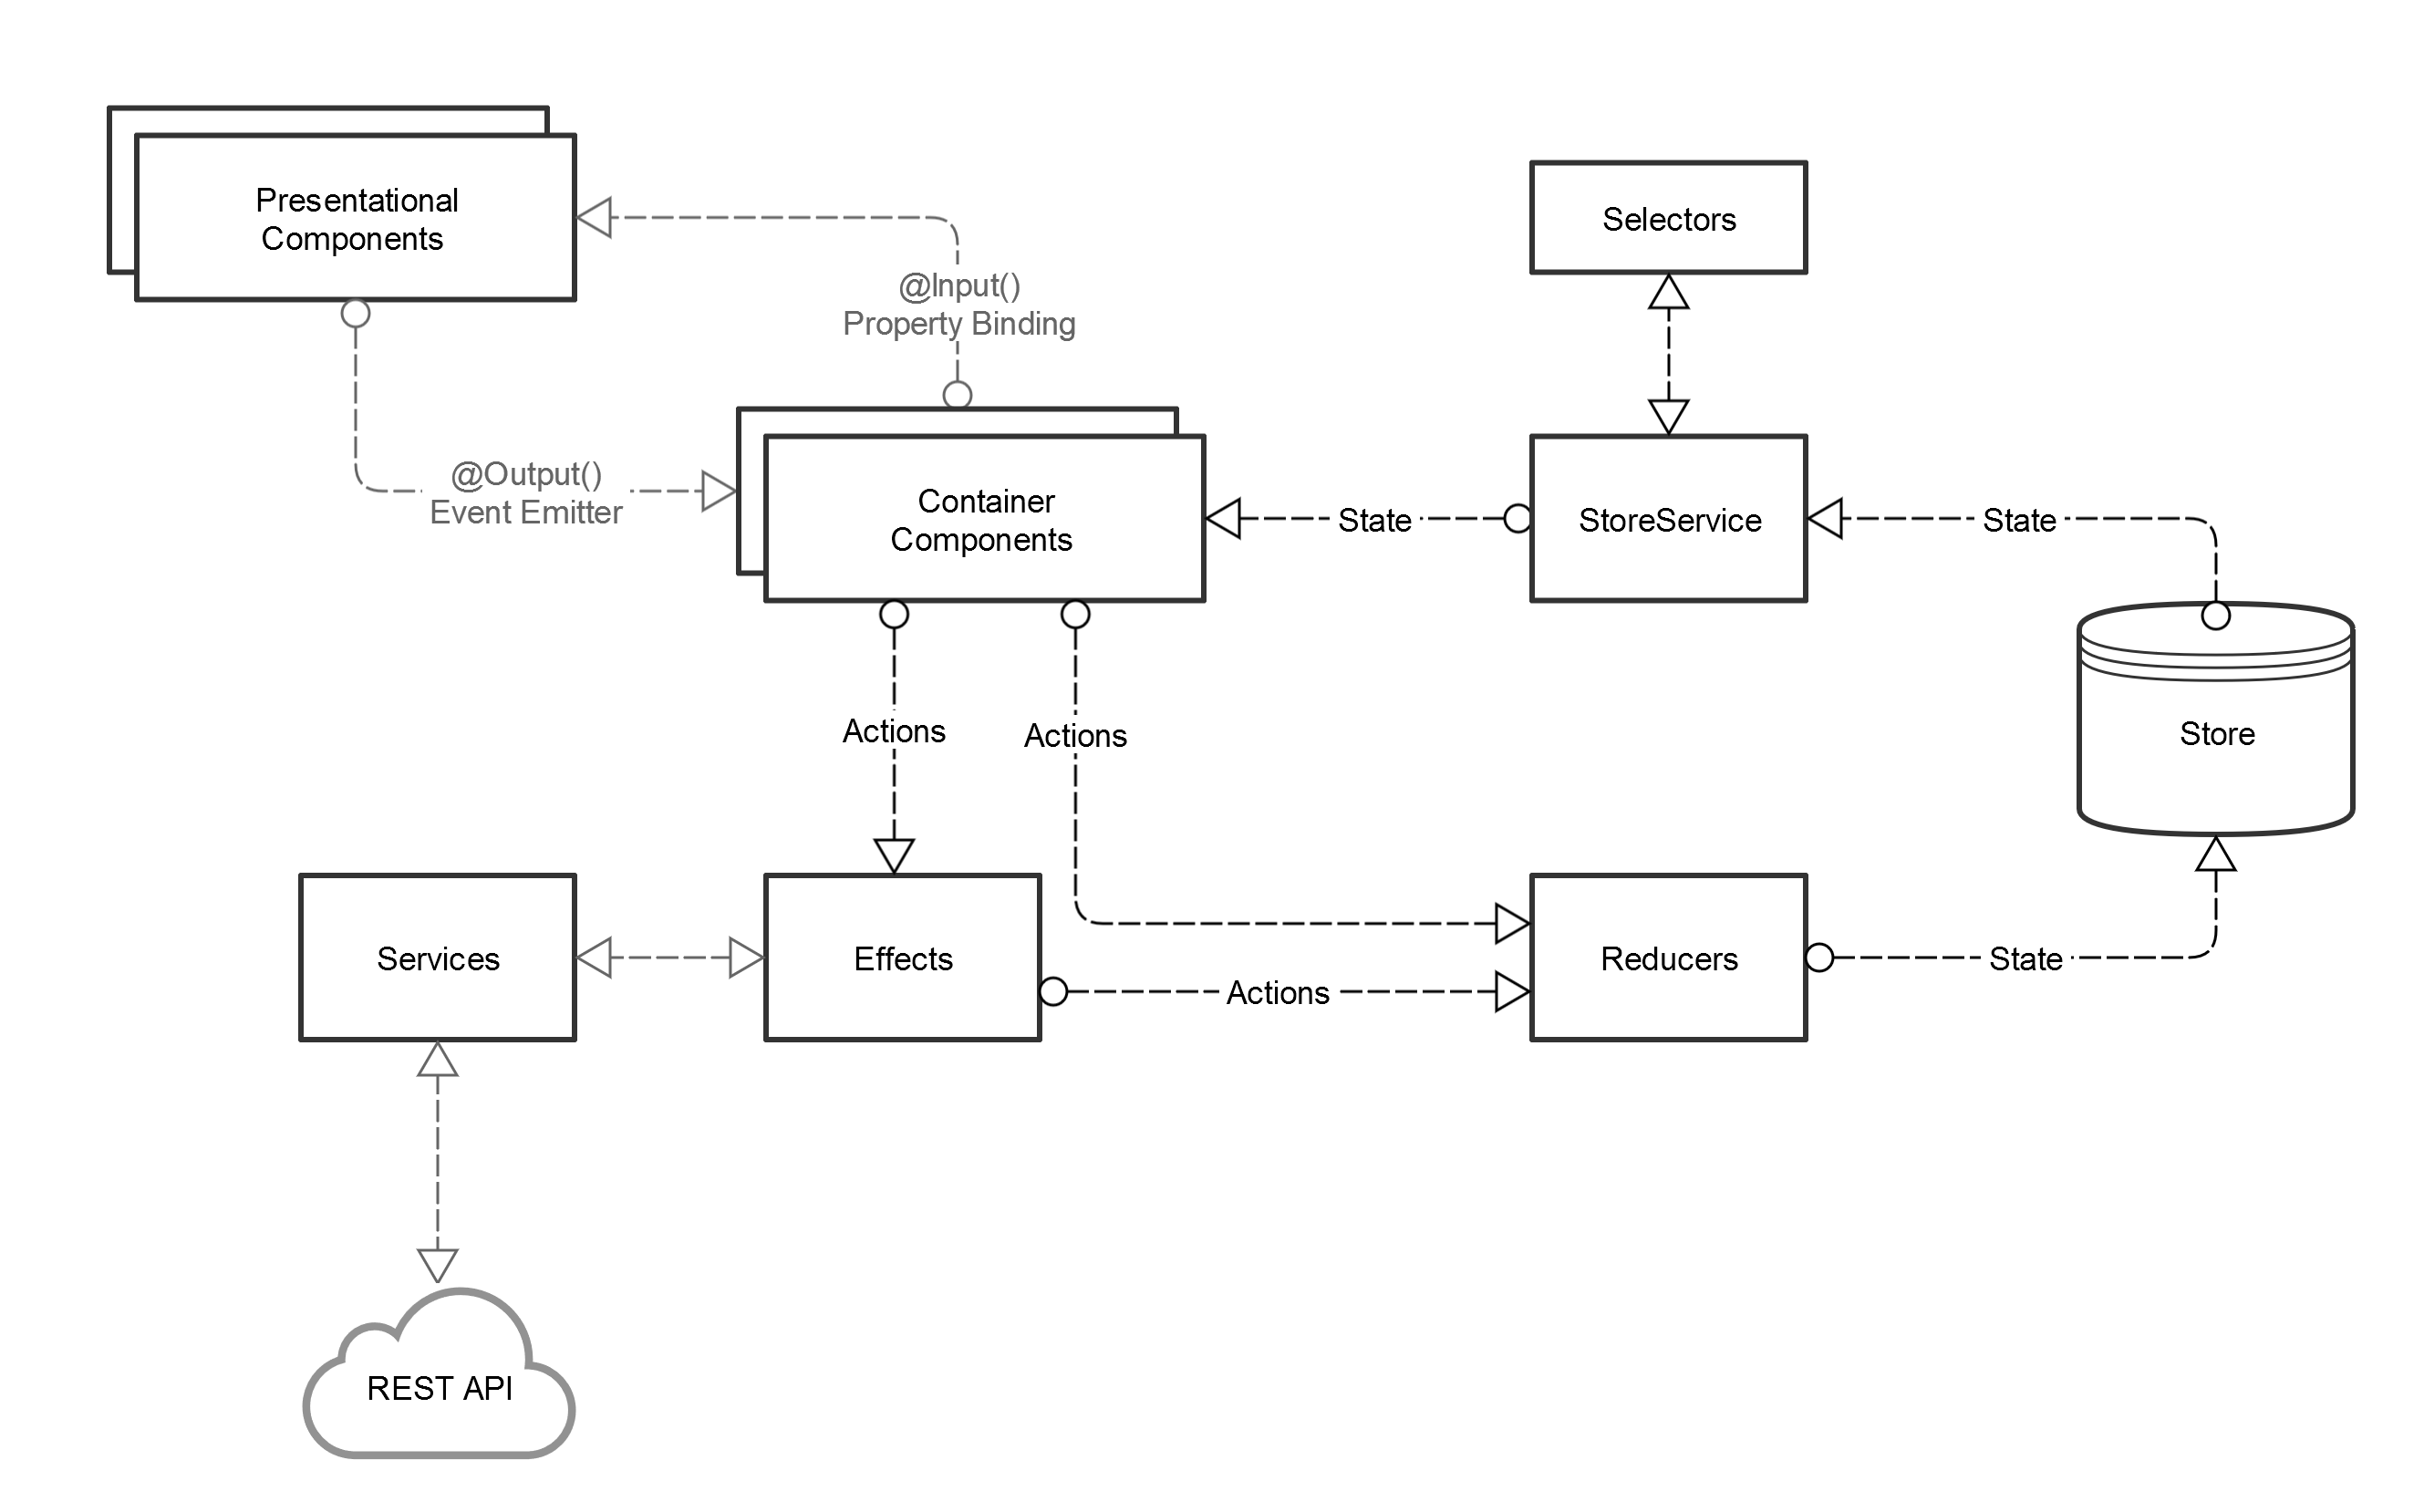 Presentational
Components
Selectors
@Input()
Property Binding
@Output()
Event Emitter
Container
Components
State
StoreService
State
Actions
Actions
Store
Services
Effects
Actions
Reducers
State
REST API